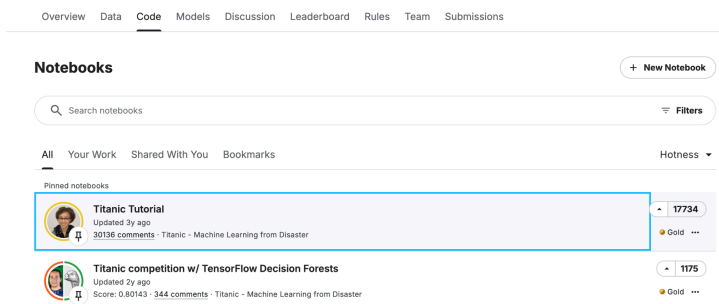 Overview Data Code Models Discussion Leaderboard Rules Team Submissions
Notebooks
+ New Notebook
Search notebooks
Filters
All Your Work Shared With You Bookmarks
Hotness
Pinned notebooks
Titanic Tutorial
17734
Updated 3y ago
30136 comments · Titanic - Machine Learning from Disaster
Gold ···
Titanic competition w/ TensorFlow Decision Forests
1175
Updated 2y ago
Score: 0.80143 · 344 comments · Titanic - Machine Learning from Disaster
Gold ···